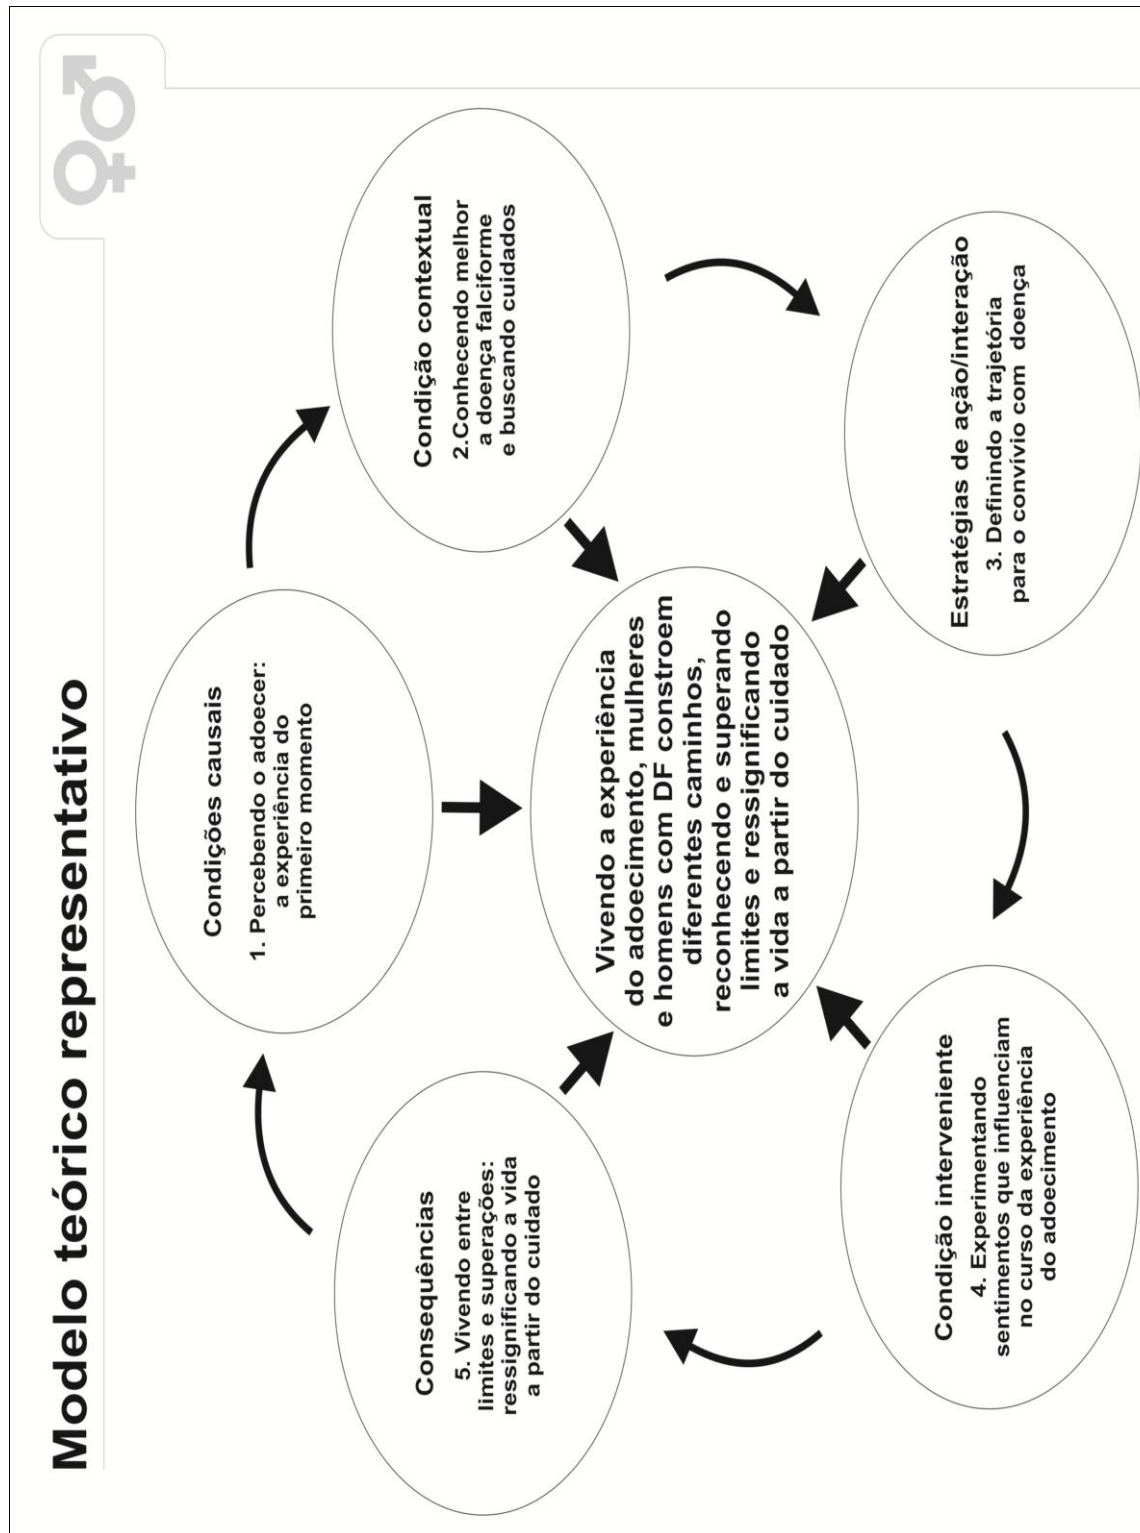 Modelo teórico representativo
Condições causais
1. Percebendo o adoecer:
a experiência do
primeiro momento
Condição contextual
2.Conhecendo melhor
a doença falciforme
e buscando cuidados
Estratégias de ação/interação
3. Definindo a trajetória
para o convívio com doença
Condição interveniente
4. Experimentando
sentimentos que influenciam
no curso da experiência
do adoecimento
Consequências
5. Vivendo entre
limites e superações:
ressignificando a vida
a partir do cuidado
Vivendo a experiência
do adoecimento, mulheres
e homens com DF constroem
diferentes caminhos,
reconhecendo e superando
limites e ressignificando
a vida a partir do cuidado